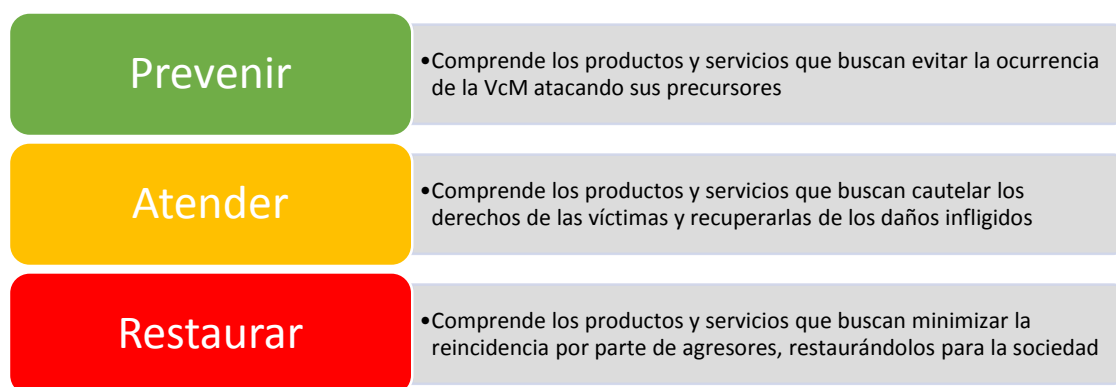 Prevenir
•Comprende los productos y servicios que buscan evitar la ocurrencia
de la VcM atacando sus precursores
Atender
•Comprende los productos y servicios que buscan cautelar los
derechos de las víctimas y recuperarlas de los daños infligidos
Restaurar
•Comprende los productos y servicios que buscan minimizar la
reincidencia por parte de agresores, restaurándolos para la sociedad